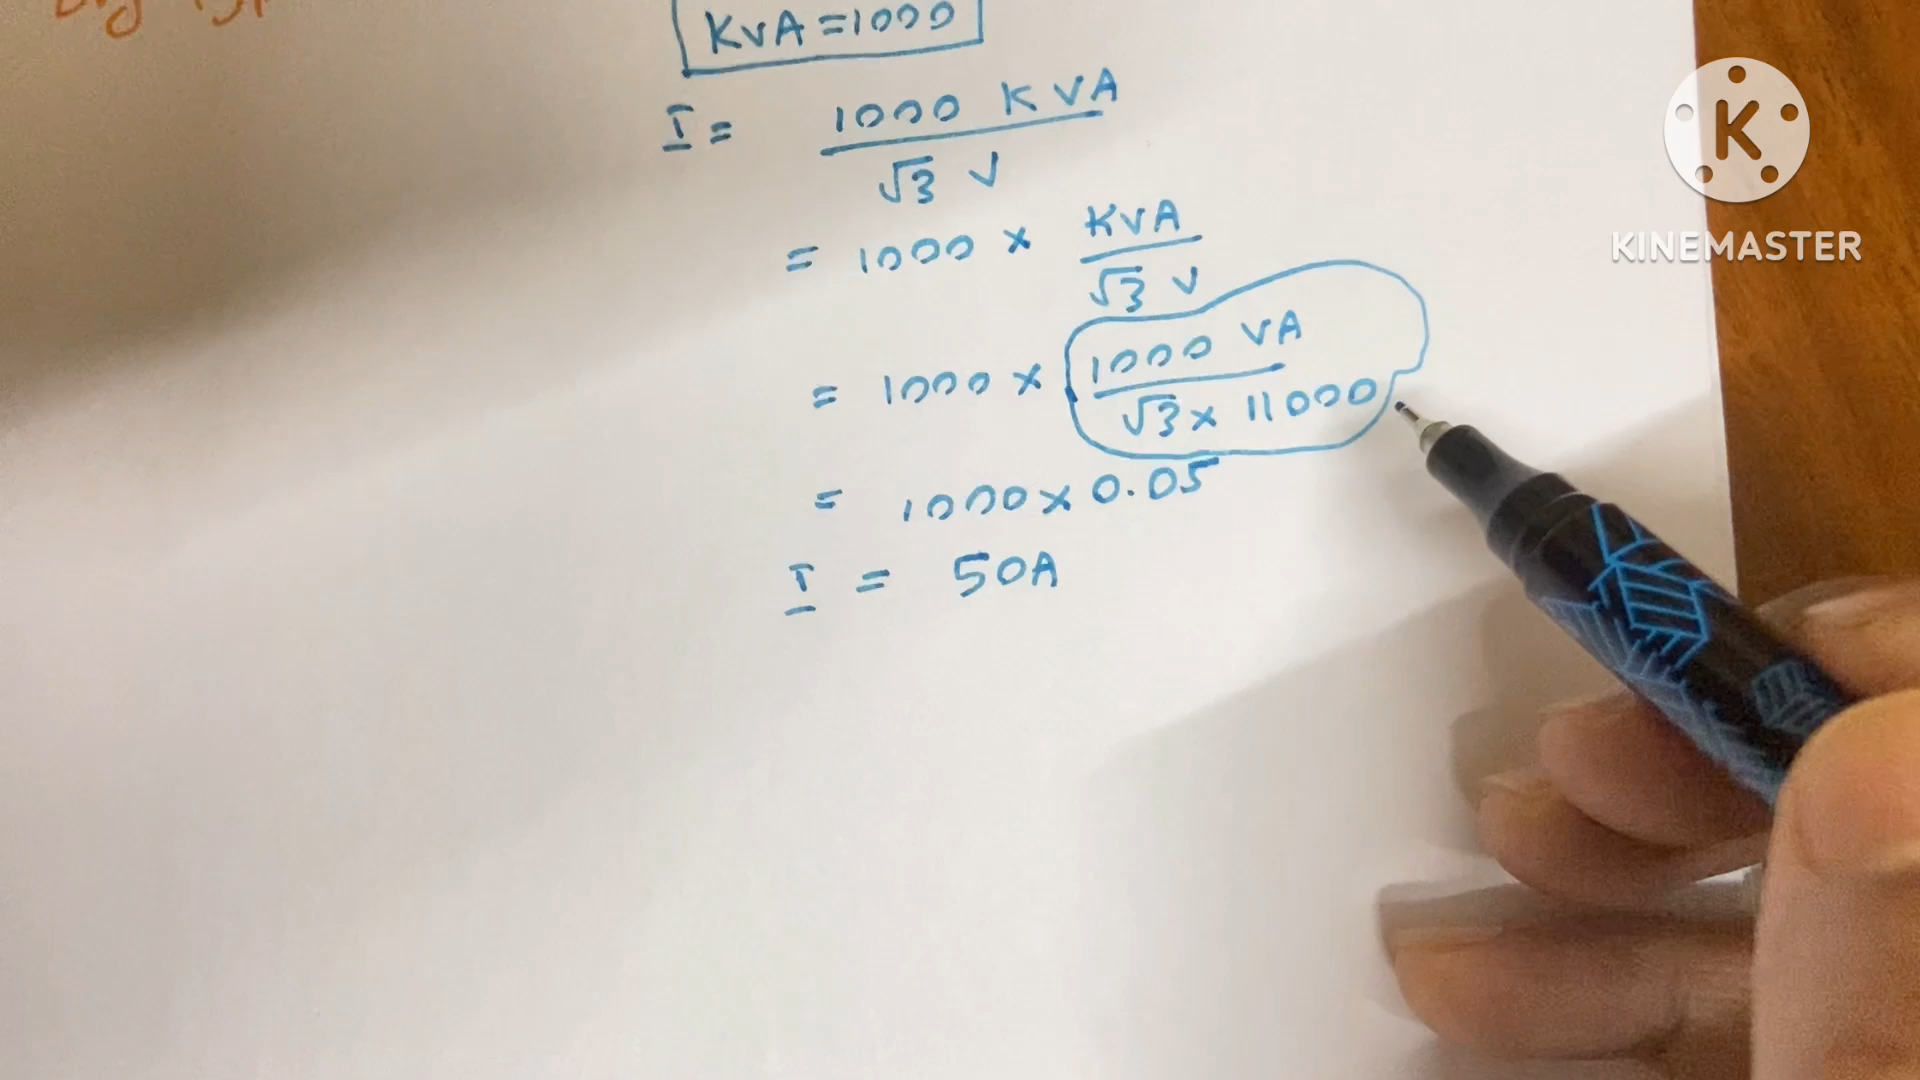 KVA = 1000
I = 1000 KVA / √3 V
= 1000 × KVA / √3 V
= 1000 × 1000 VA / √3 × 11000
= 1000 × 0.05
I = 50A
K
KINEMASTER